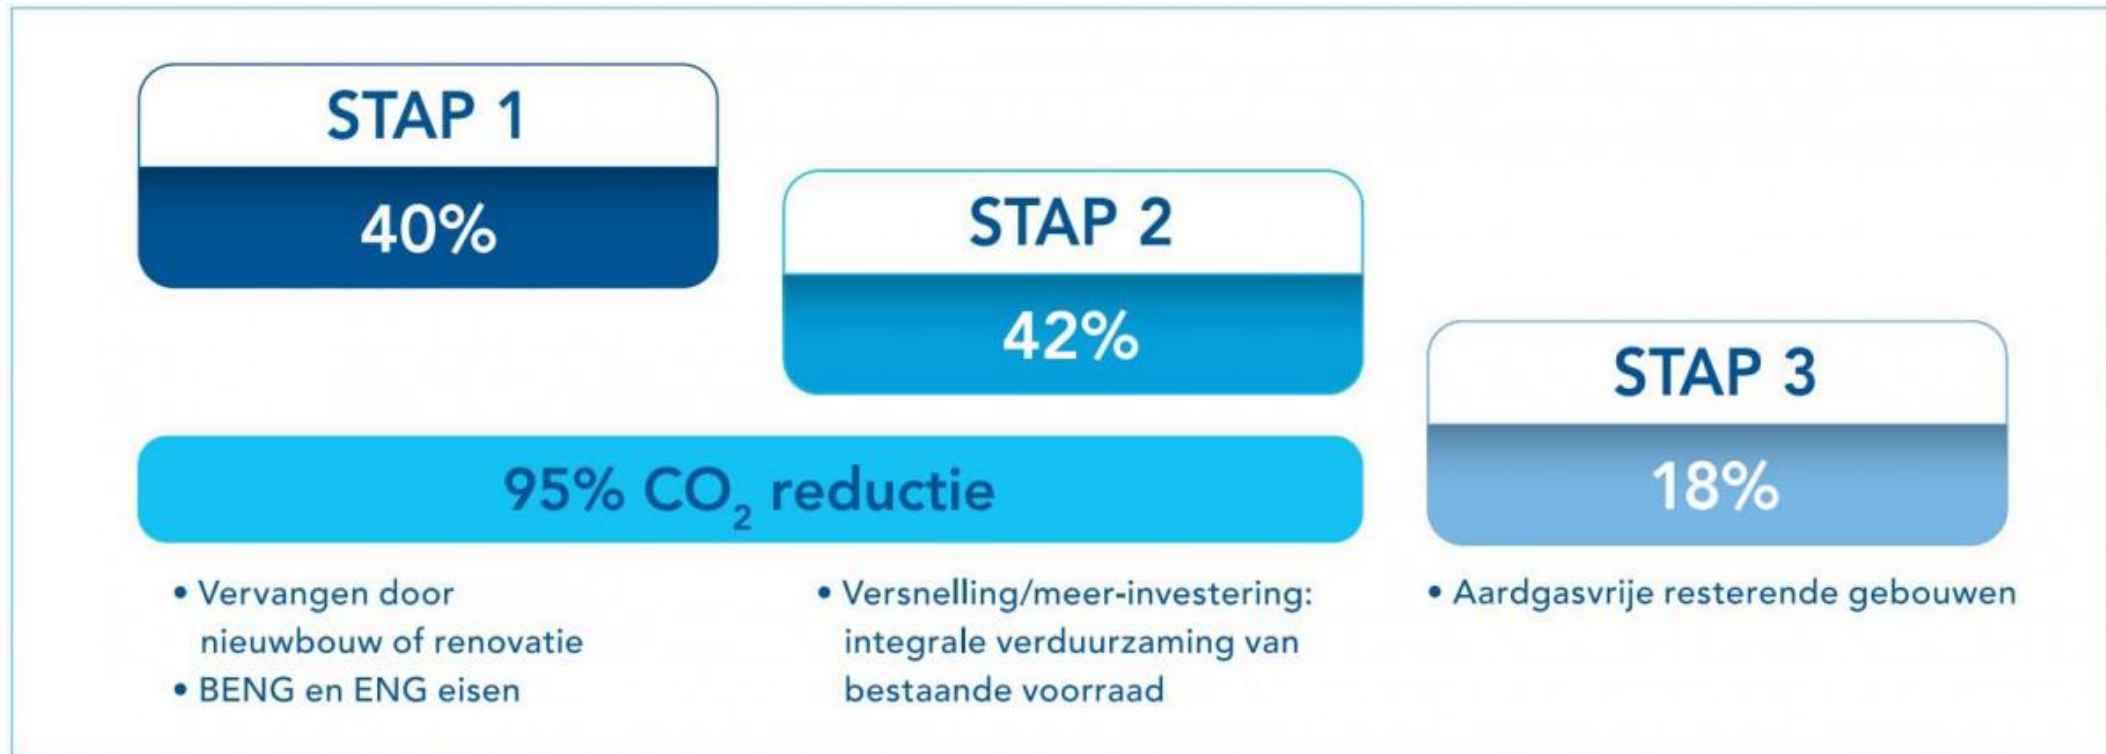 STAP 1
40%
STAP 2
42%
STAP 3
18%
95% CO₂ reductie
• Vervangen door
nieuwbouw of renovatie
• BENG en ENG eisen
• Versnelling/meer-investering:
integrale verduurzaming van
bestaande voorraad
• Aardgasvrije resterende gebouwen